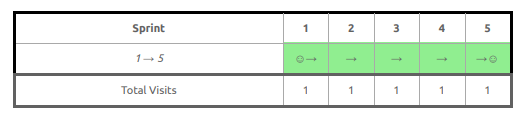 Sprint 1 2 3 4 5
1 → 5 ☺→ → → → →☺
Total Visits 1 1 1 1 1